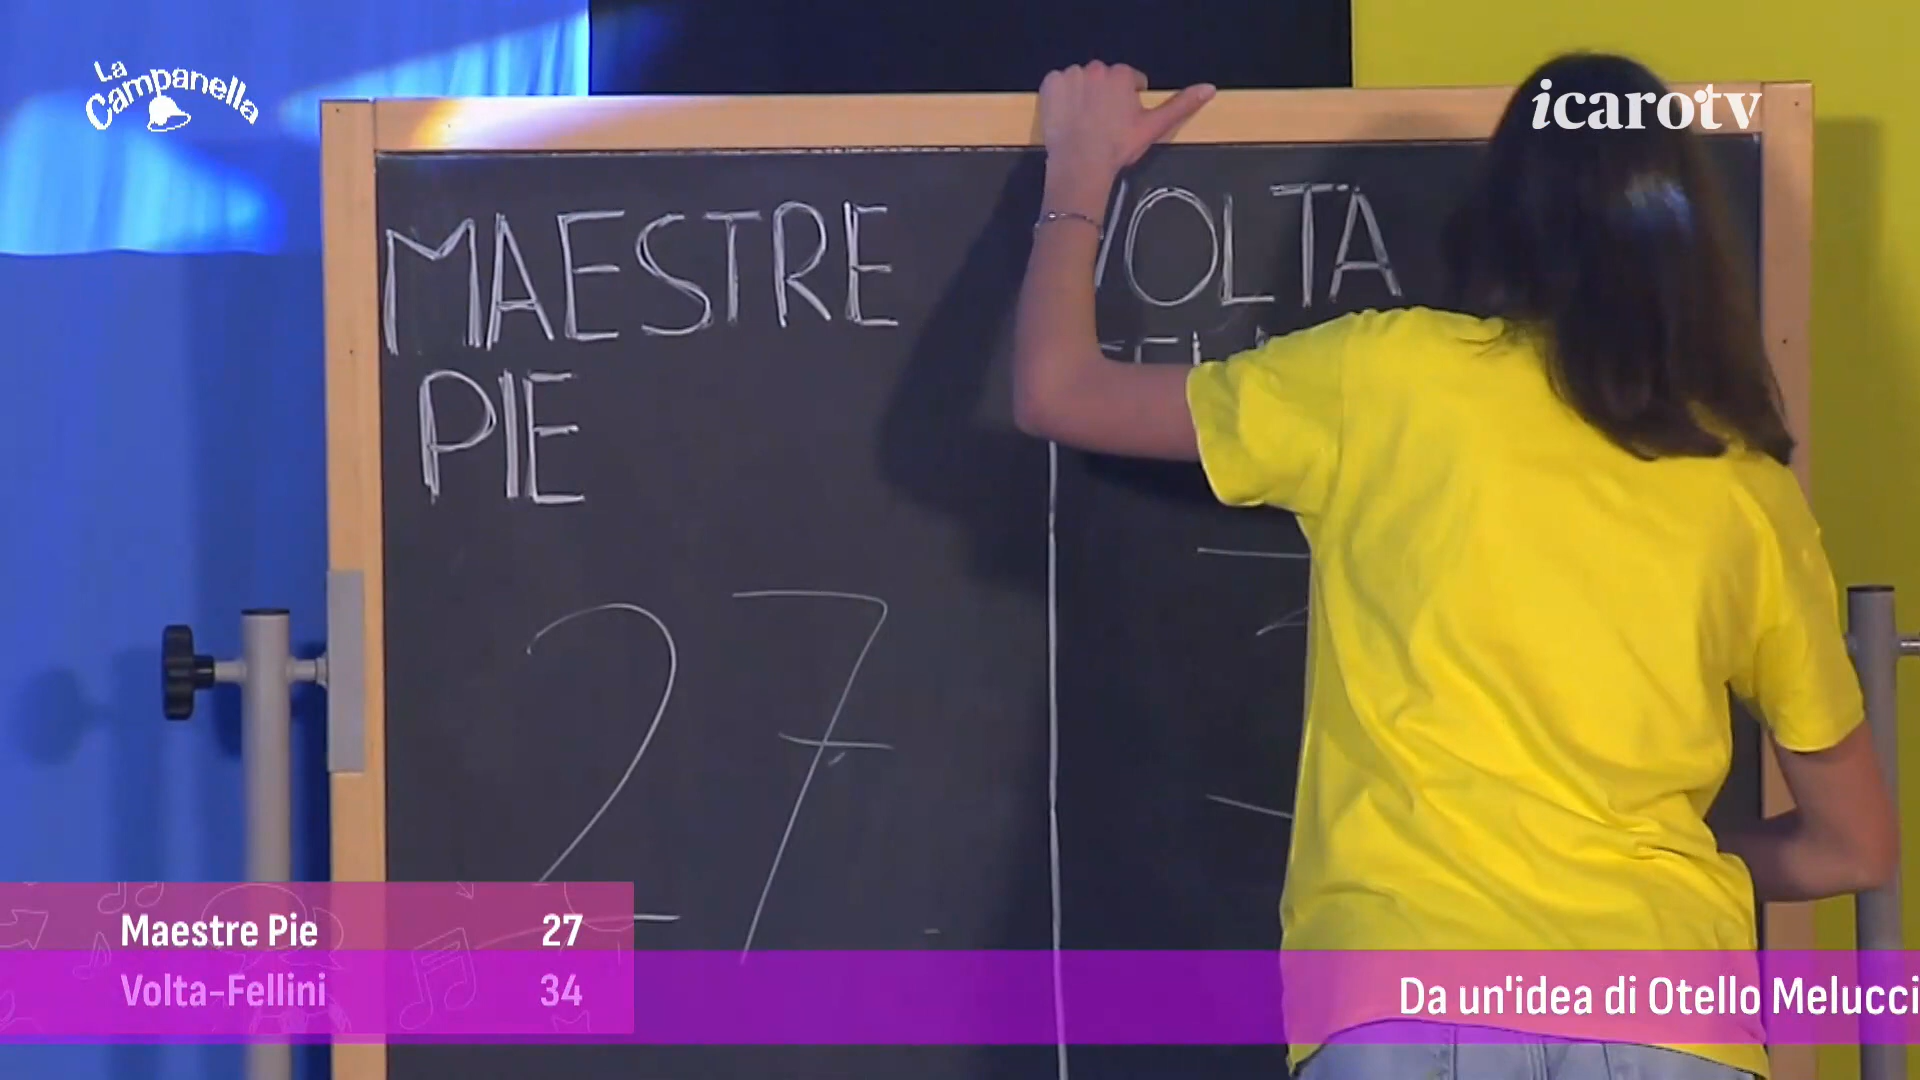 La
Campanella
icarotv
MAESTRE
PIE
VOLTA
27
Maestre Pie 27
Volta-Fellini 34
Da un'idea di Otello Melucci